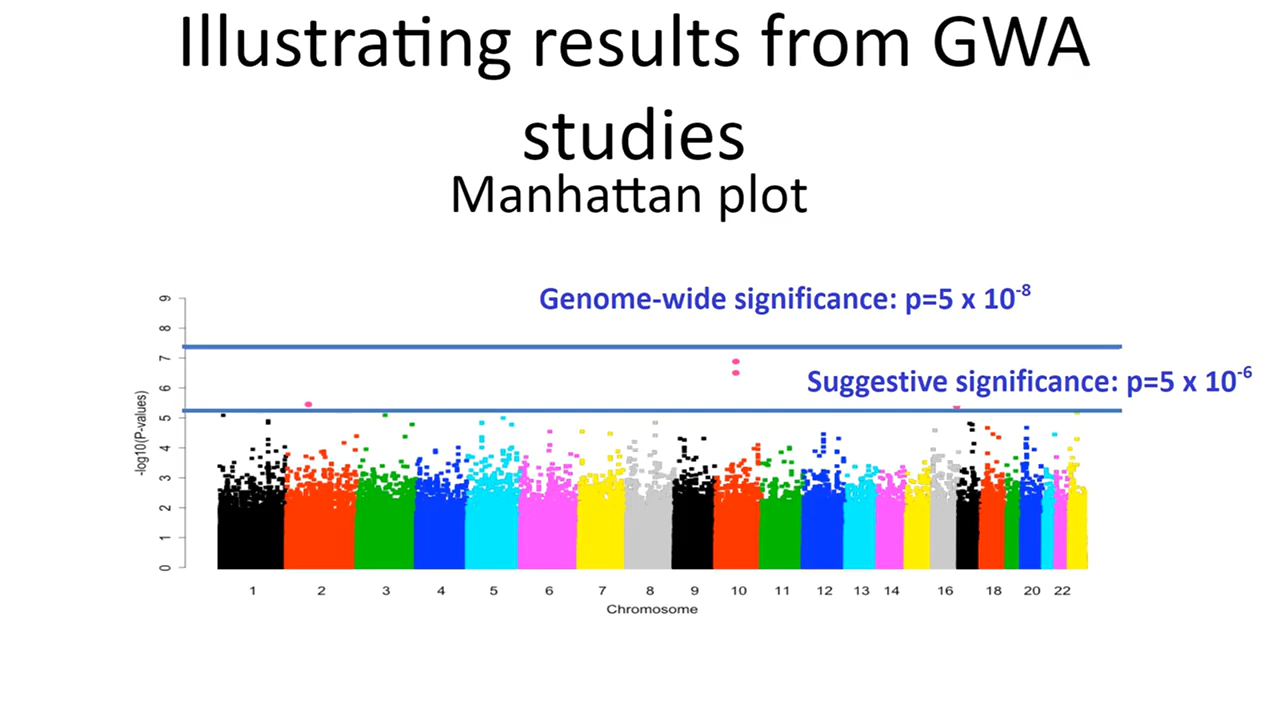 Illustrating results from GWA
studies
Manhattan plot
Genome-wide significance: p=5 x 10-8
Suggestive significance: p=5 x 10-6
-log10(P-values)
9
8
7
6
5
4
3
2
1
0
1 2 3 4 5 6 7 8 9 10 11 12 13 14 16 18 20 22
Chromosome